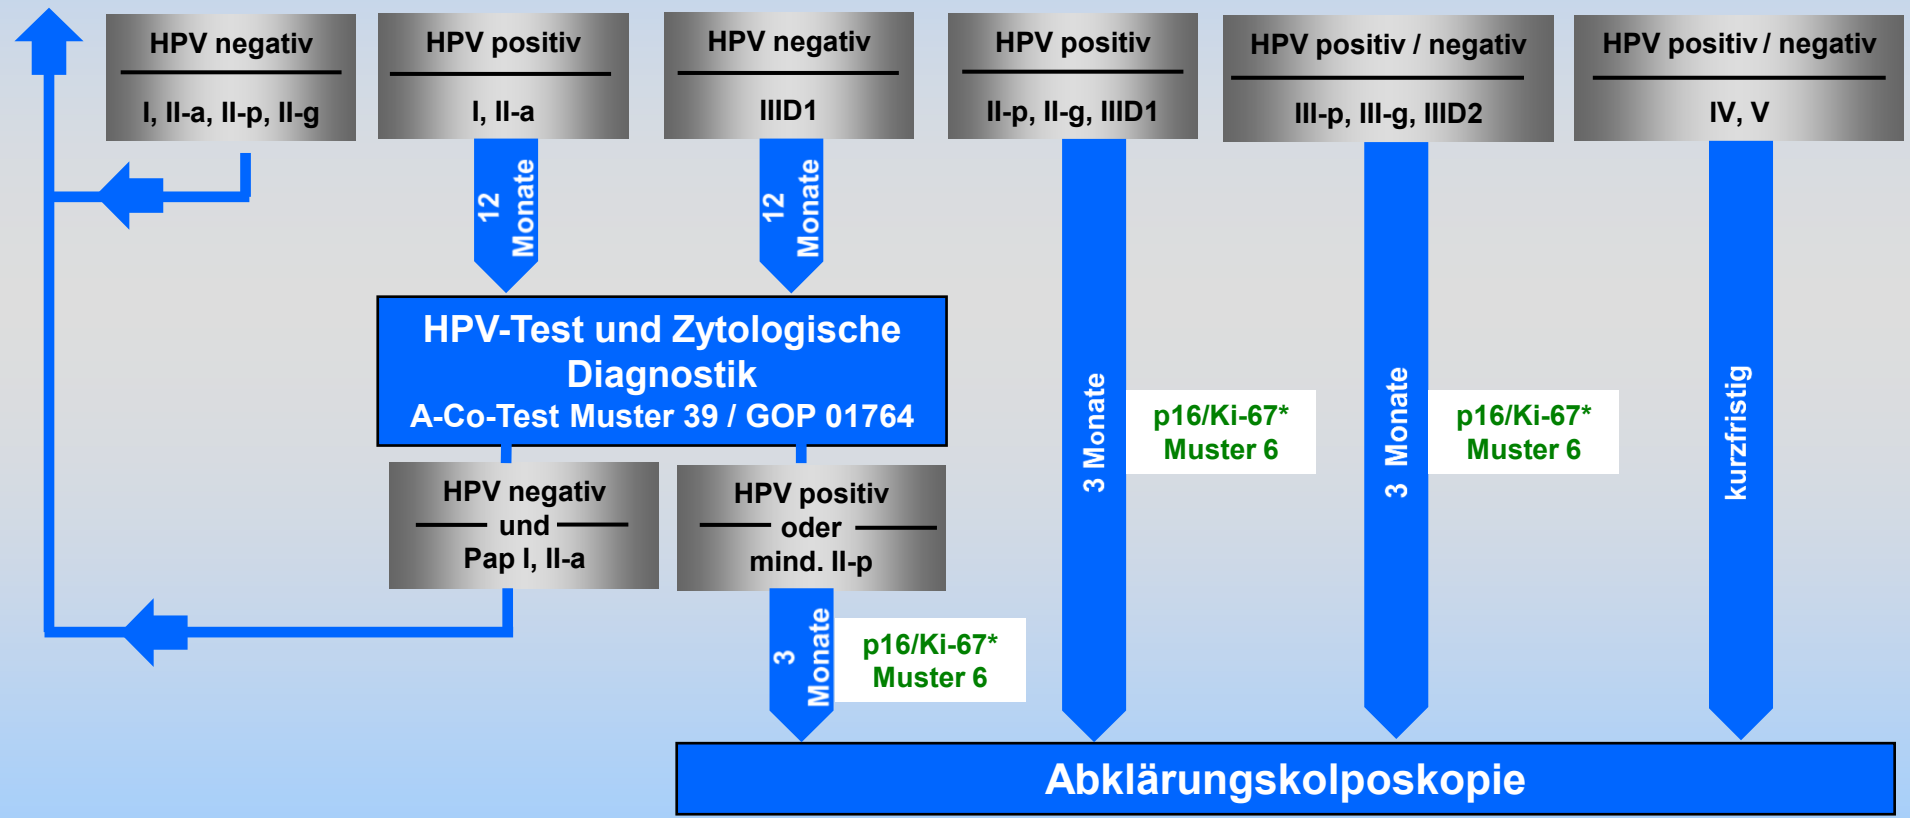 HPV negativ
I, II-a, II-p, II-g
HPV positiv
I, II-a
HPV negativ
IIID1
HPV positiv
II-p, II-g, IIID1
HPV positiv / negativ
III-p, III-g, IIID2
HPV positiv / negativ
IV, V
12
Monate
12
Monate
HPV-Test und Zytologische
Diagnostik
A-Co-Test Muster 39 / GOP 01764
3 Monate
p16/Ki-67*
Muster 6
3 Monate
p16/Ki-67*
Muster 6
kurzfristig
HPV negativ
und
Pap I, II-a
HPV positiv
oder
mind. II-p
3
Monate
p16/Ki-67*
Muster 6
Abklärungskolposkopie